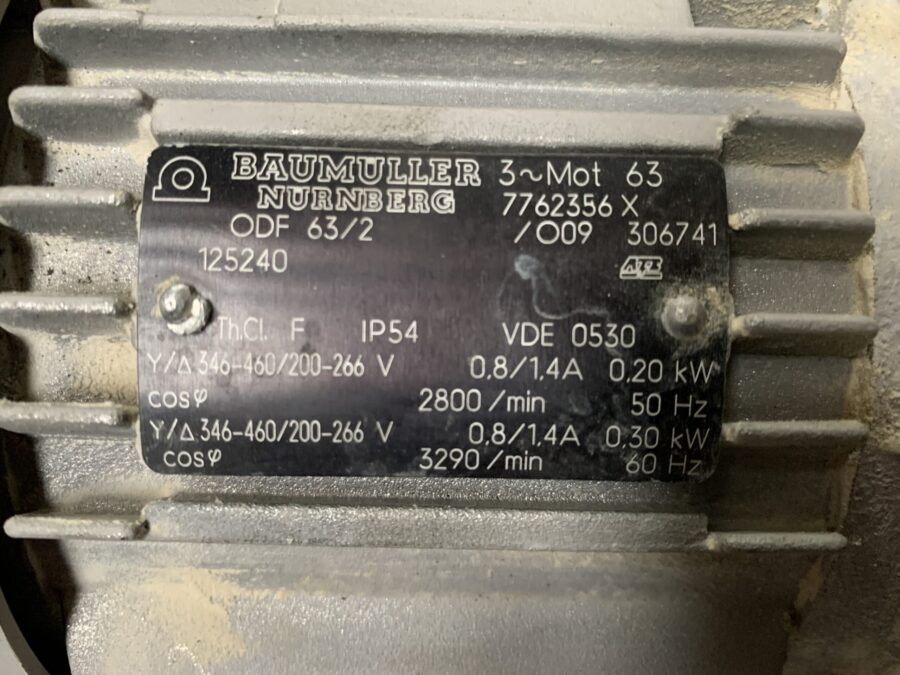 BAUMÜLLER 3~Mot 63
NÜRNBERG 7762356 X
ODF 63/2 /009 306741
125240
Th.Cl. F IP54 VDE 0530
Y/Δ 346-460/200-266 V 0,8/1,4A 0,20 kW
cosφ 2800/min 50 Hz
Y/Δ 346-460/200-266 V 0,8/1,4A 0,30 kW
cosφ 3290/min 60 Hz